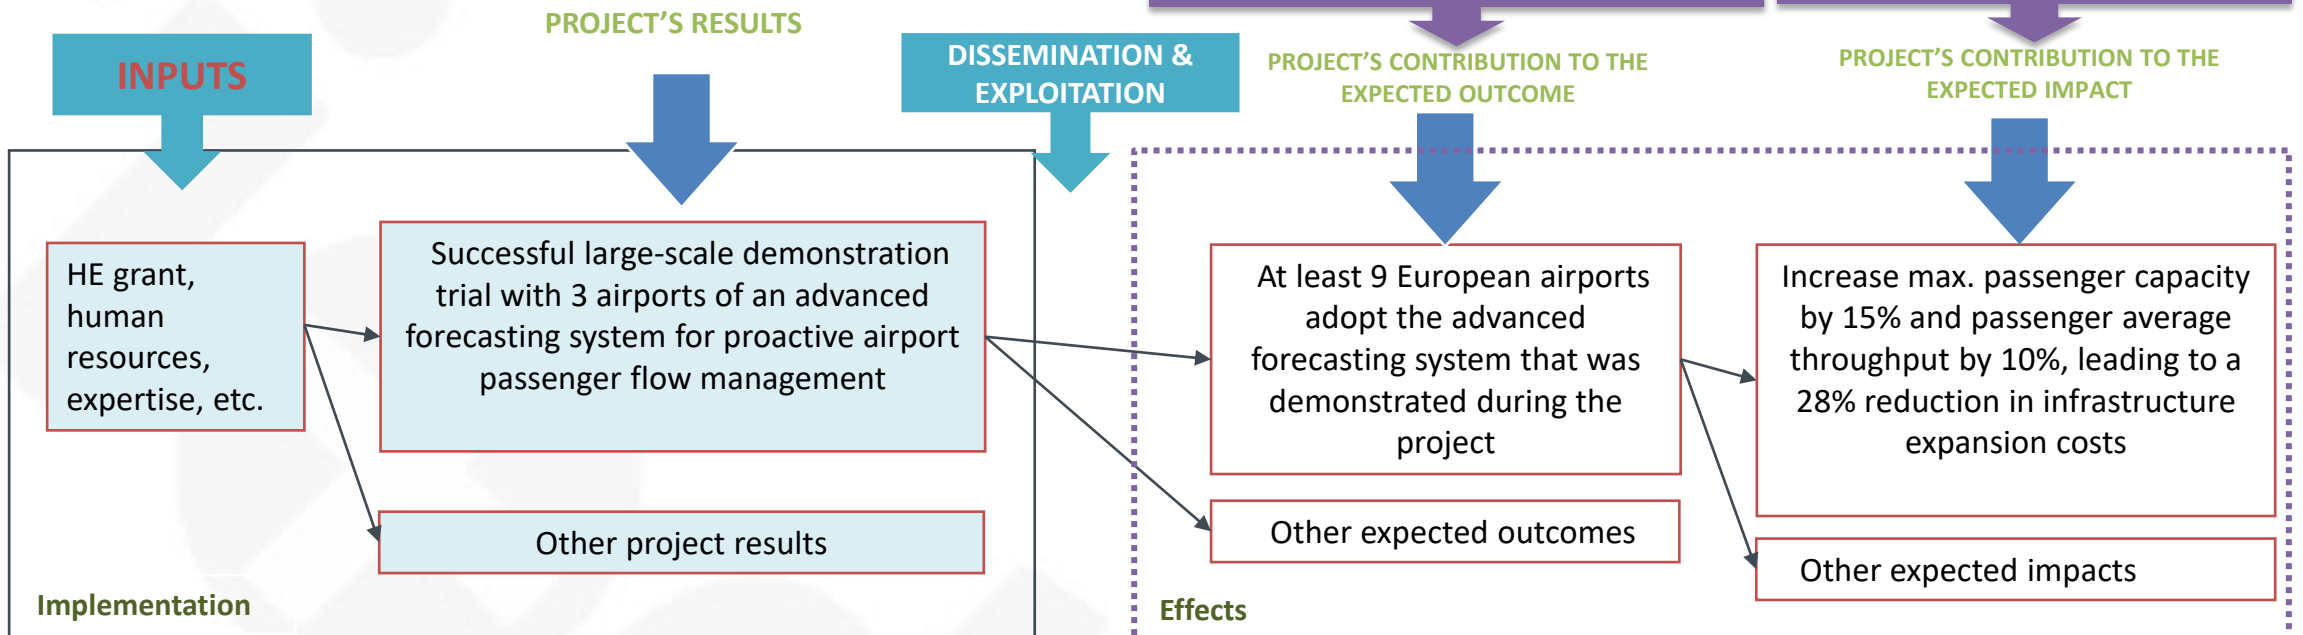 PROJECT'S RESULTS
INPUTS
DISSEMINATION &
EXPLOITATION
PROJECT'S CONTRIBUTION TO THE
EXPECTED OUTCOME
PROJECT'S CONTRIBUTION TO THE
EXPECTED IMPACT
HE grant,
human
resources,
expertise, etc.
Successful large-scale demonstration
trial with 3 airports of an advanced
forecasting system for proactive airport
passenger flow management
Other project results
Implementation
At least 9 European airports
adopt the advanced
forecasting system that was
demonstrated during the
project
Other expected outcomes
Increase max. passenger capacity
by 15% and passenger average
throughput by 10%, leading to a
28% reduction in infrastructure
expansion costs
Other expected impacts
Effects